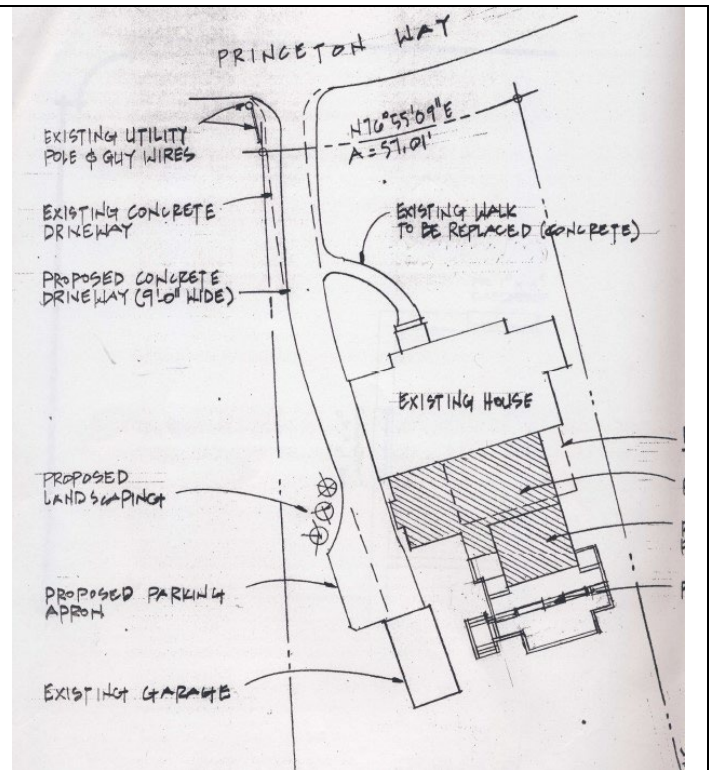 PRINCETON WAY
N76°55'09"E
A = 57.01'
EXISTING UTILITY
POLE & GUY WIRES
EXISTING CONCRETE
DRIVEWAY
EXISTING WALK
TO BE REPLACED (CONCRETE)
PROPOSED CONCRETE
DRIVEWAY (9'0" WIDE)
EXISTING HOUSE
PROPOSED
LANDSCAPING
PROPOSED PARKING
APRON
EXISTING GARAGE